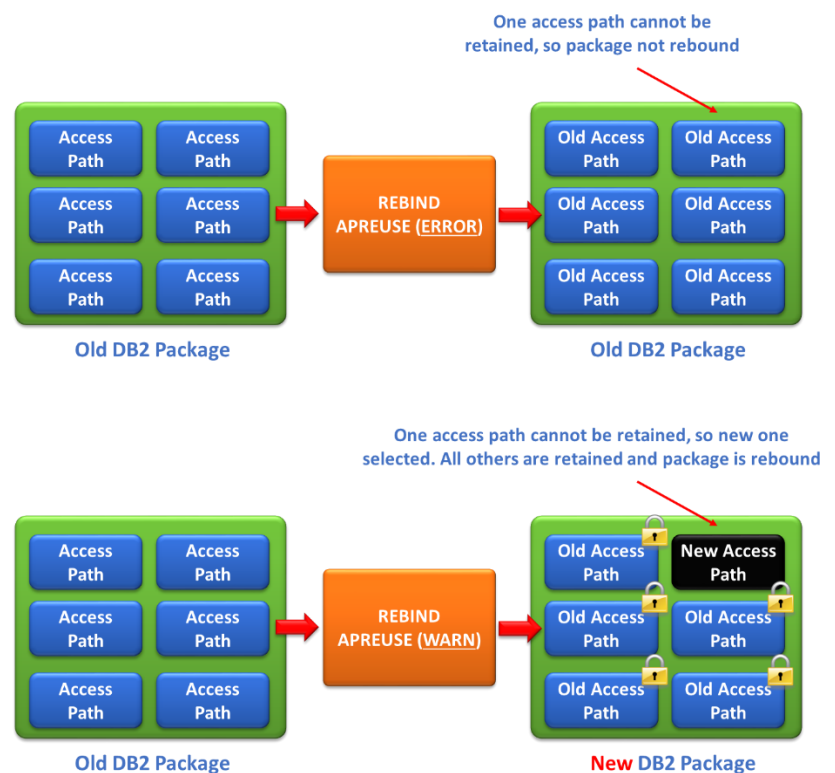 One access path cannot be
retained, so package not rebound
Access
Path
Access
Path
Access
Path
Access
Path
Access
Path
Access
Path
Old DB2 Package
REBIND
APREUSE (ERROR)
Old Access
Path
Old Access
Path
Old Access
Path
Old Access
Path
Old Access
Path
Old Access
Path
Old DB2 Package
One access path cannot be retained, so new one
selected. All others are retained and package is rebound
Access
Path
Access
Path
Access
Path
Access
Path
Access
Path
Access
Path
Old DB2 Package
REBIND
APREUSE (WARN)
Old Access
Path
New Access
Path
Old Access
Path
Old Access
Path
Old Access
Path
Old Access
Path
New DB2 Package